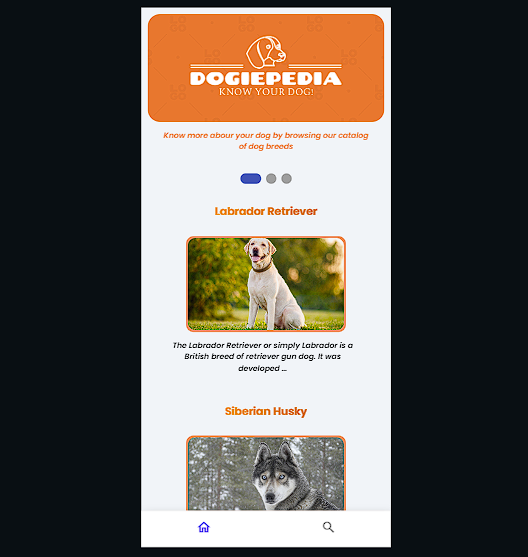 DOGIEPEDIA
KNOW YOUR DOG!
Know more abour your dog by browsing our catalog
of dog breeds
Labrador Retriever
The Labrador Retriever or simply Labrador is a
British breed of retriever gun dog. It was
developed ...
Siberian Husky